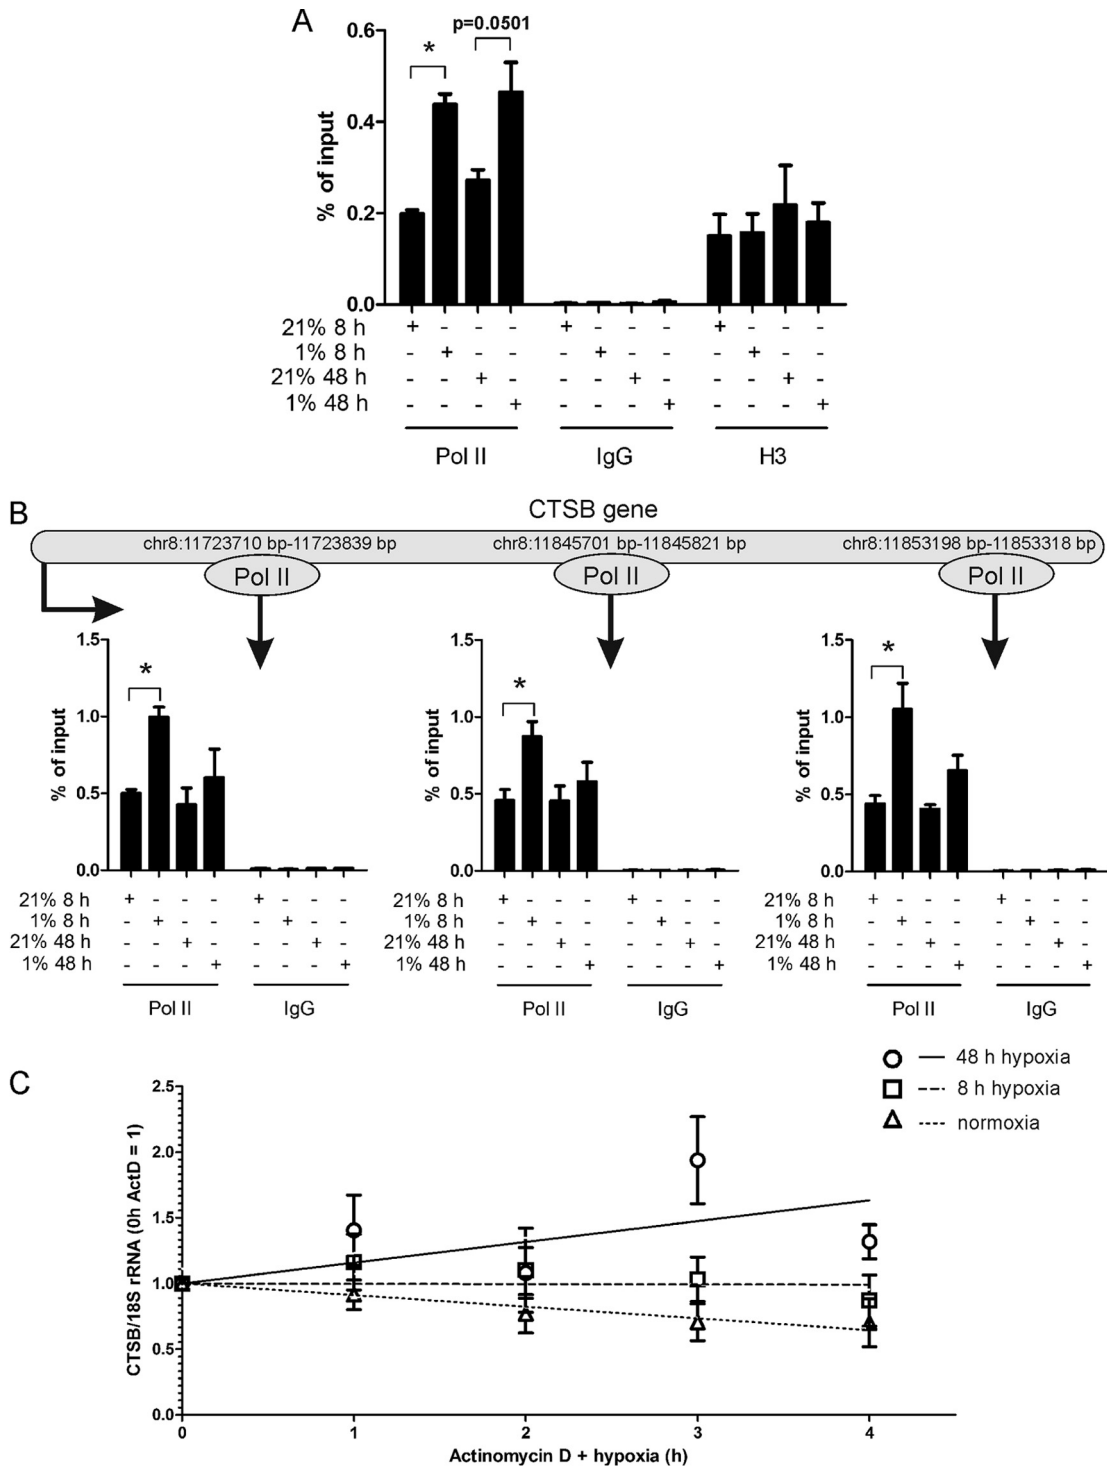 A
p=0.0501
*
0.6
0.4
0.2
0.0
% of input
21% 8 h + - - - + - - - + - - -
1% 8 h - + - - - + - - - + - -
21% 48 h - - + - - - + - - - + -
1% 48 h - - - + - - - + - - - +
Pol II IgG H3
B
CTSB gene
chr8:11723710 bp-11723839 bp chr8:11845701 bp-11845821 bp chr8:11853198 bp-11853318 bp
Pol II Pol II Pol II
1.5
*
1.0
0.5
0.0
% of input
21% 8 h + - - - + - - -
1% 8 h - + - - - + - -
21% 48 h - - + - - - + -
1% 48 h - - - + - - - +
Pol II IgG
1.5
*
1.0
0.5
0.0
% of input
21% 8 h + - - - + - - -
1% 8 h - + - - - + - -
21% 48 h - - + - - - + -
1% 48 h - - - + - - - +
Pol II IgG
1.5
*
1.0
0.5
0.0
% of input
21% 8 h + - - - + - - -
1% 8 h - + - - - + - -
21% 48 h - - + - - - + -
1% 48 h - - - + - - - +
Pol II IgG
C
48 h hypoxia
8 h hypoxia
normoxia
2.5
2.0
1.5
1.0
0.5
0.0
CTSB/18S rRNA (0h ActD = 1)
0 1 2 3 4
Actinomycin D + hypoxia (h)